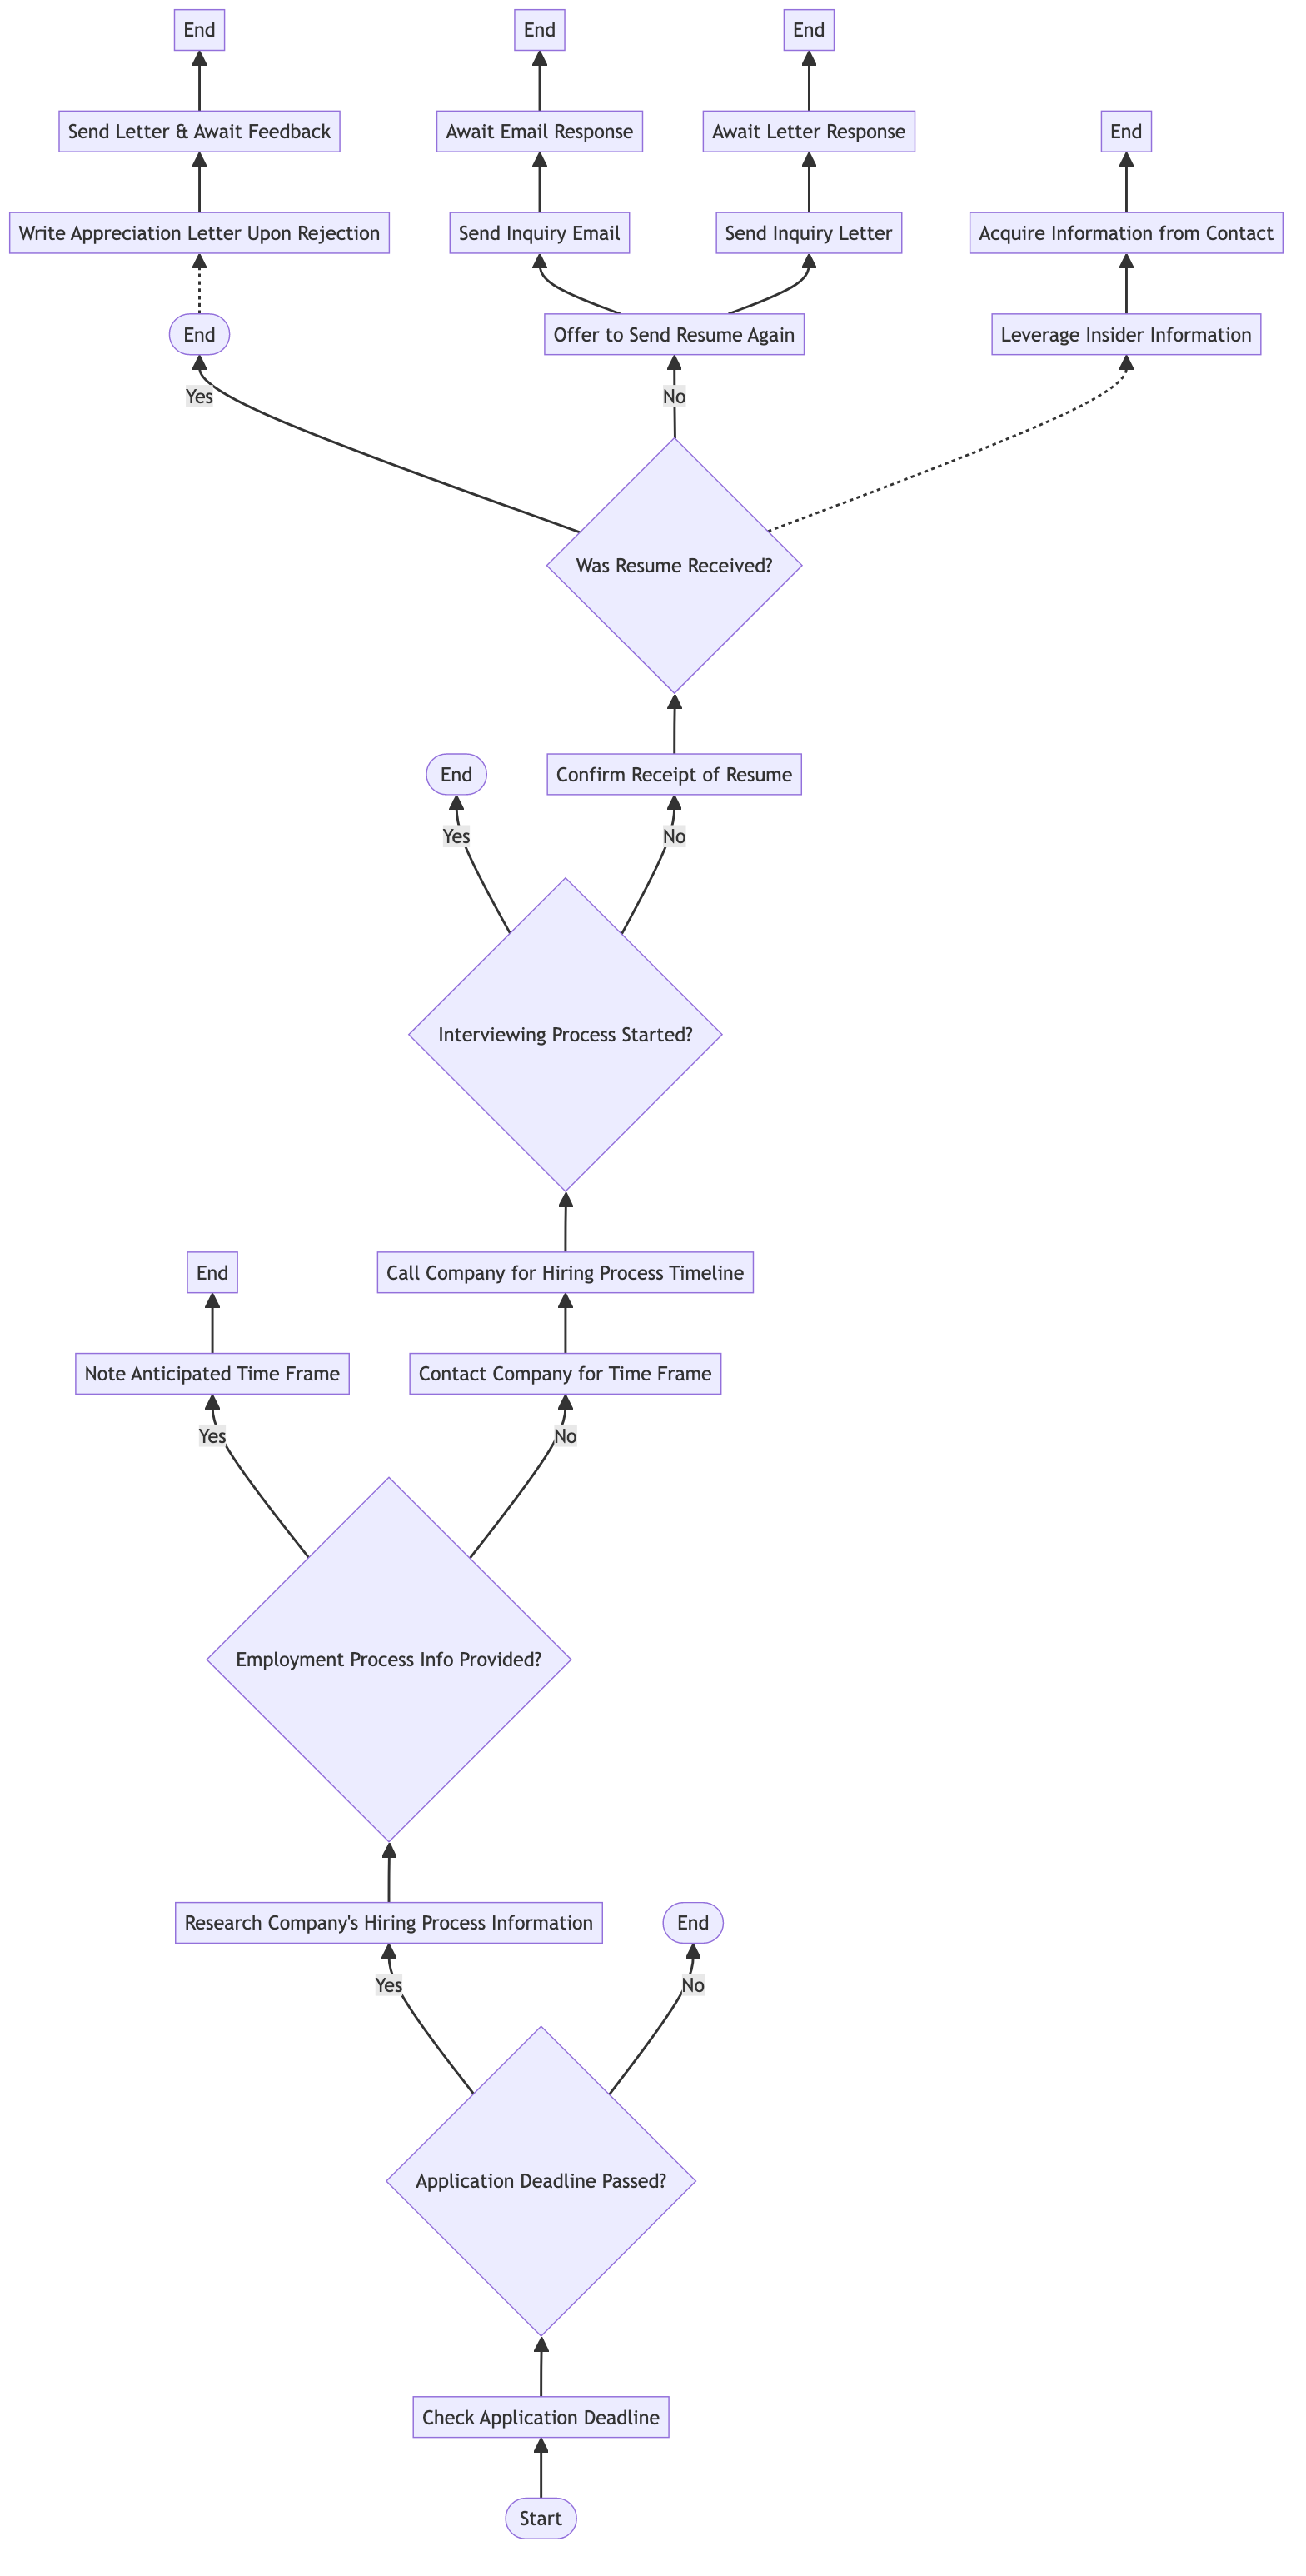 End
End
End
Send Letter & Await Feedback
Await Email Response
Await Letter Response
End
Write Appreciation Letter Upon Rejection
Send Inquiry Email
Send Inquiry Letter
Acquire Information from Contact
End
Offer to Send Resume Again
Leverage Insider Information
Yes
No
Was Resume Received?
End
Confirm Receipt of Resume
Yes
No
Interviewing Process Started?
End
Call Company for Hiring Process Timeline
Note Anticipated Time Frame
Contact Company for Time Frame
Yes
No
Employment Process Info Provided?
Research Company's Hiring Process Information
End
Yes
No
Application Deadline Passed?
Check Application Deadline
Start